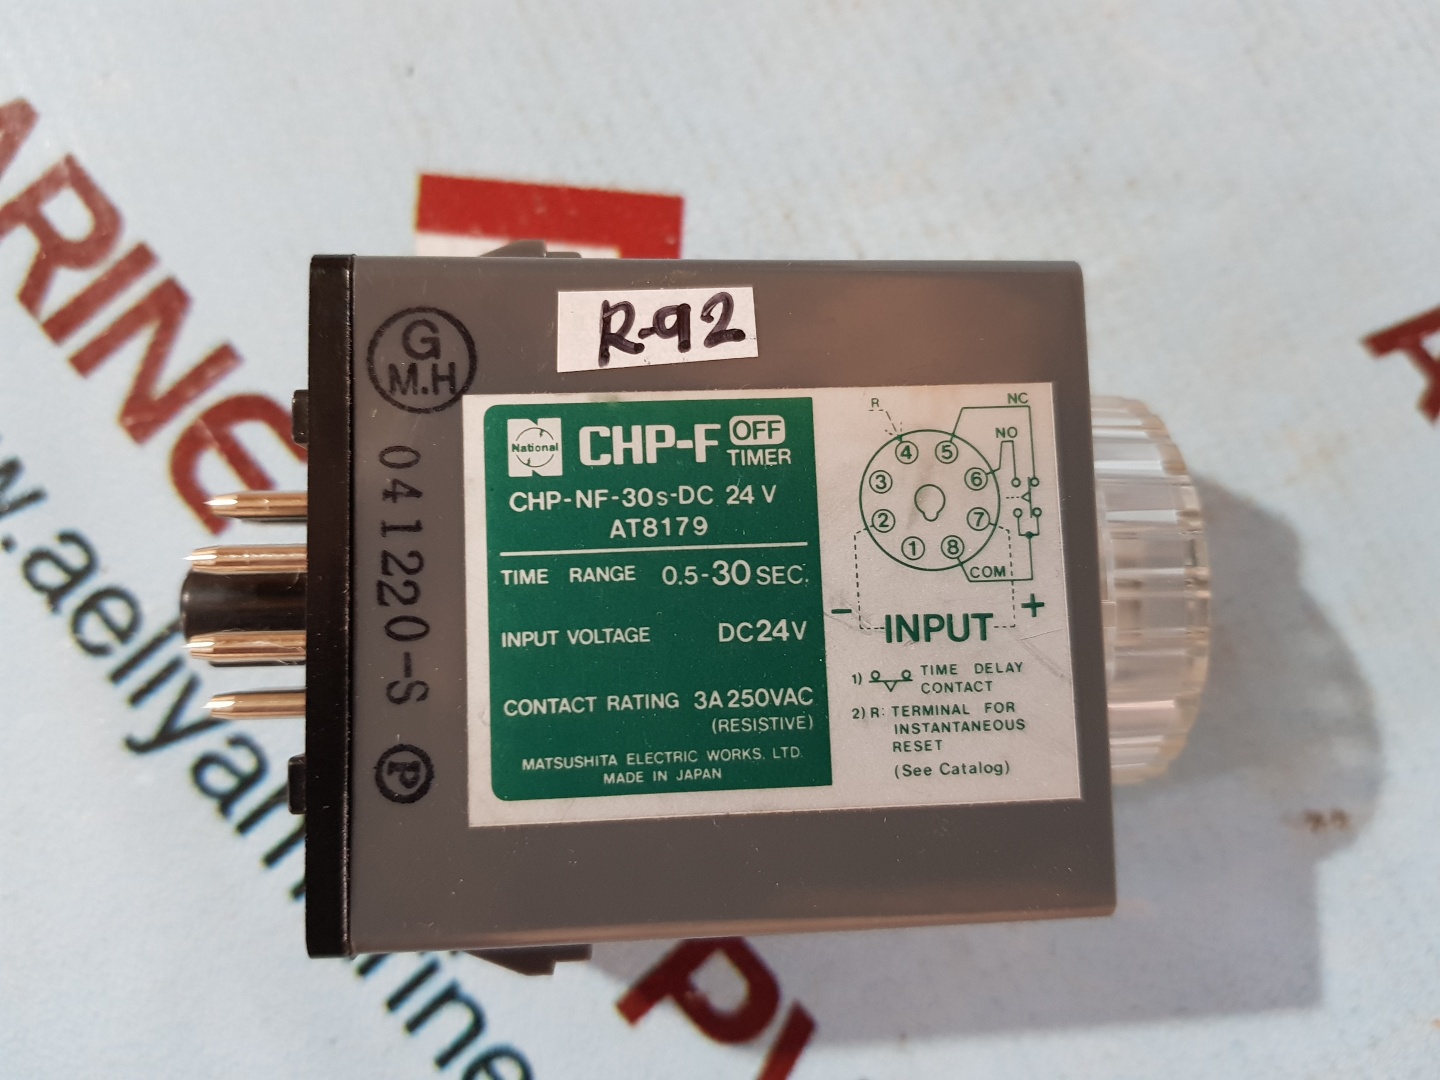 R-92
G
M.H
041220-S
P
National
CHP-F OFF TIMER
CHP-NF-30s-DC 24 V
AT8179
TIME RANGE 0.5-30 SEC.
INPUT VOLTAGE DC24V
CONTACT RATING 3A 250VAC
(RESISTIVE)
MATSUSHITA ELECTRIC WORKS, LTD.
MADE IN JAPAN
R
NC
NO
4 5
3 6
2 7
1 8
COM
- INPUT +
1) TIME DELAY
CONTACT
2) R: TERMINAL FOR
INSTANTANEOUS
RESET
(See Catalog)
ARINE
w.aeliyamarine